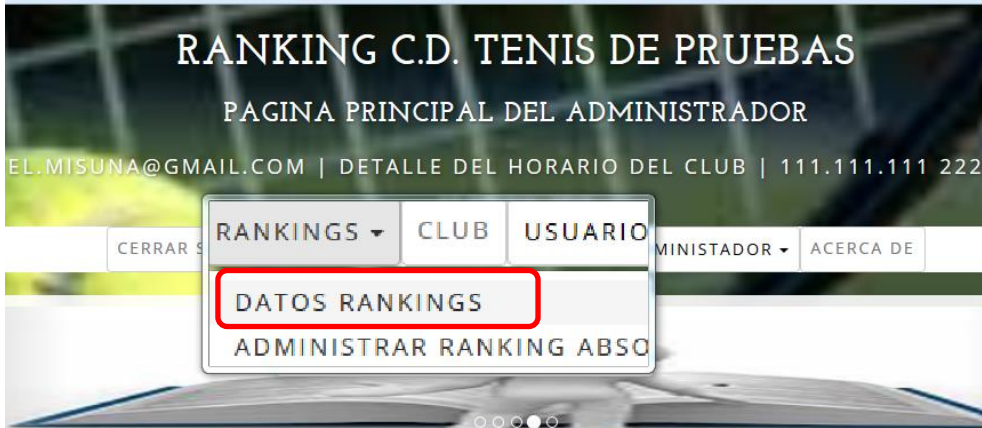 RANKING C.D. TENIS DE PRUEBAS
PAGINA PRINCIPAL DEL ADMINISTRADOR
EL.MISUNA@GMAIL.COM | DETALLE DEL HORARIO DEL CLUB | 111.111.111 222
CERRAR S RANKINGS CLUB USUARIO MINISTADOR ACERCA DE
DATOS RANKINGS
ADMINISTRAR RANKING ABSO